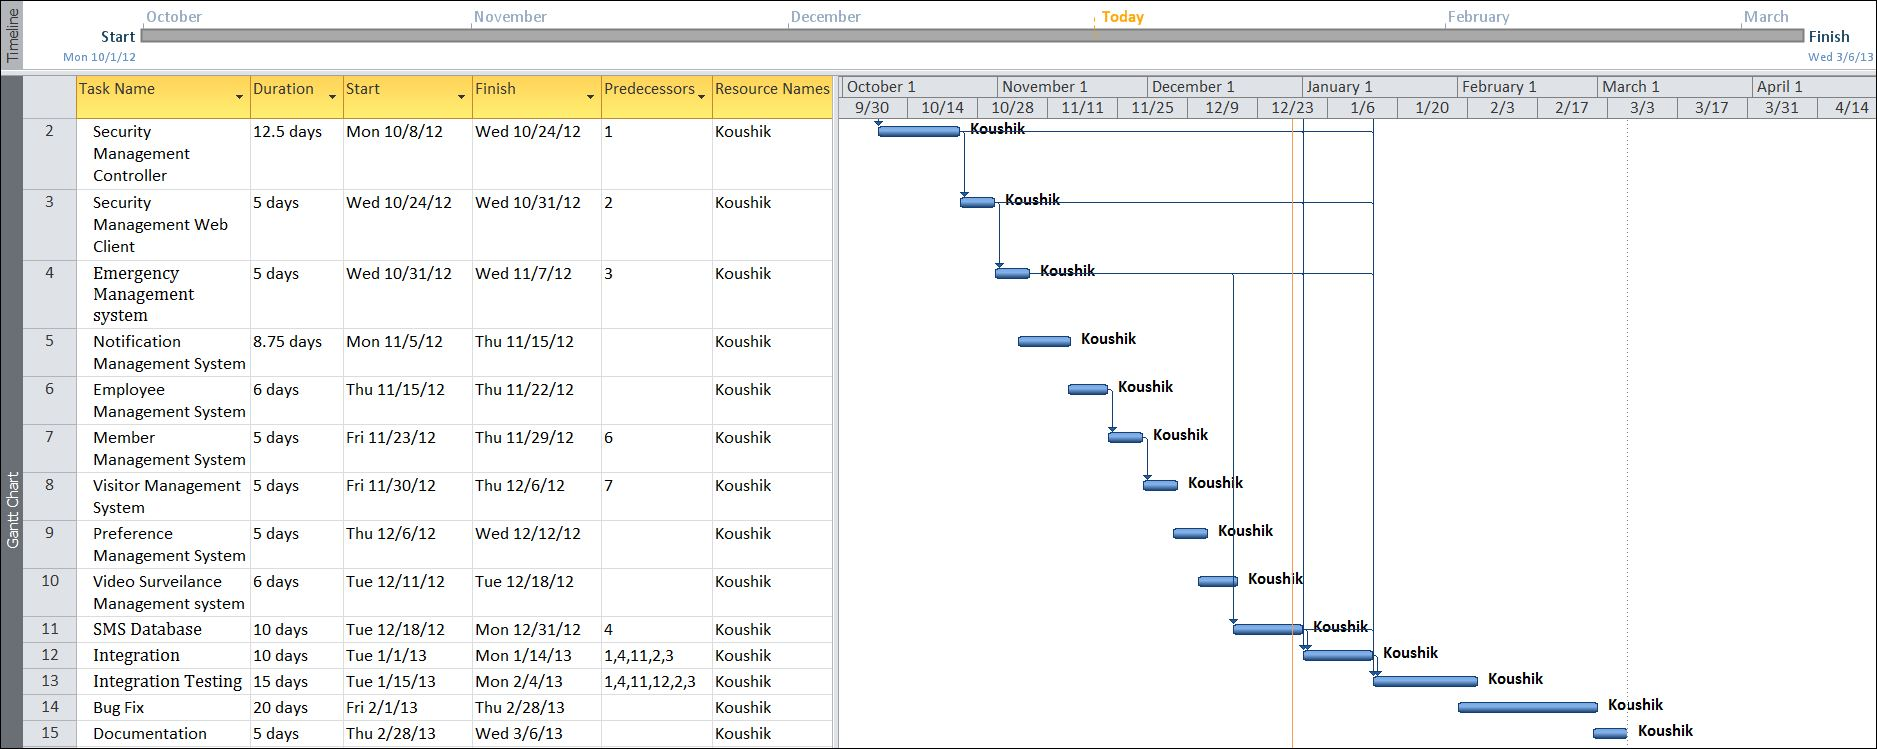 Timeline
October November December Today February March
Start Finish
Mon 10/1/12 Wed 3/6/13
Gantt Chart
Task Name Duration Start Finish Predecessors Resource Names
October 1 November 1 December 1 January 1 February 1 March 1 April 1
9/30 10/14 10/28 11/11 11/25 12/9 12/23 1/6 1/20 2/3 2/17 3/3 3/17 3/31 4/14
2 Security 12.5 days Mon 10/8/12 Wed 10/24/12 1 Koushik Koushik
Management
Controller
3 Security 5 days Wed 10/24/12 Wed 10/31/12 2 Koushik Koushik
Management Web
Client
4 Emergency 5 days Wed 10/31/12 Wed 11/7/12 3 Koushik Koushik
Management
system
5 Notification 8.75 days Mon 11/5/12 Thu 11/15/12 Koushik Koushik
Management System
6 Employee 6 days Thu 11/15/12 Thu 11/22/12 Koushik Koushik
Management System
7 Member 5 days Fri 11/23/12 Thu 11/29/12 6 Koushik Koushik
Management System
8 Visitor Management 5 days Fri 11/30/12 Thu 12/6/12 7 Koushik Koushik
System
9 Preference 5 days Thu 12/6/12 Wed 12/12/12 Koushik Koushik
Management System
10 Video Surveilance 6 days Tue 12/11/12 Tue 12/18/12 Koushik Koushik
Management system
11 SMS Database 10 days Tue 12/18/12 Mon 12/31/12 4 Koushik Koushik
12 Integration 10 days Tue 1/1/13 Mon 1/14/13 1,4,11,2,3 Koushik Koushik
13 Integration Testing 15 days Tue 1/15/13 Mon 2/4/13 1,4,11,12,2,3 Koushik Koushik
14 Bug Fix 20 days Fri 2/1/13 Thu 2/28/13 Koushik Koushik
15 Documentation 5 days Thu 2/28/13 Wed 3/6/13 Koushik Koushik